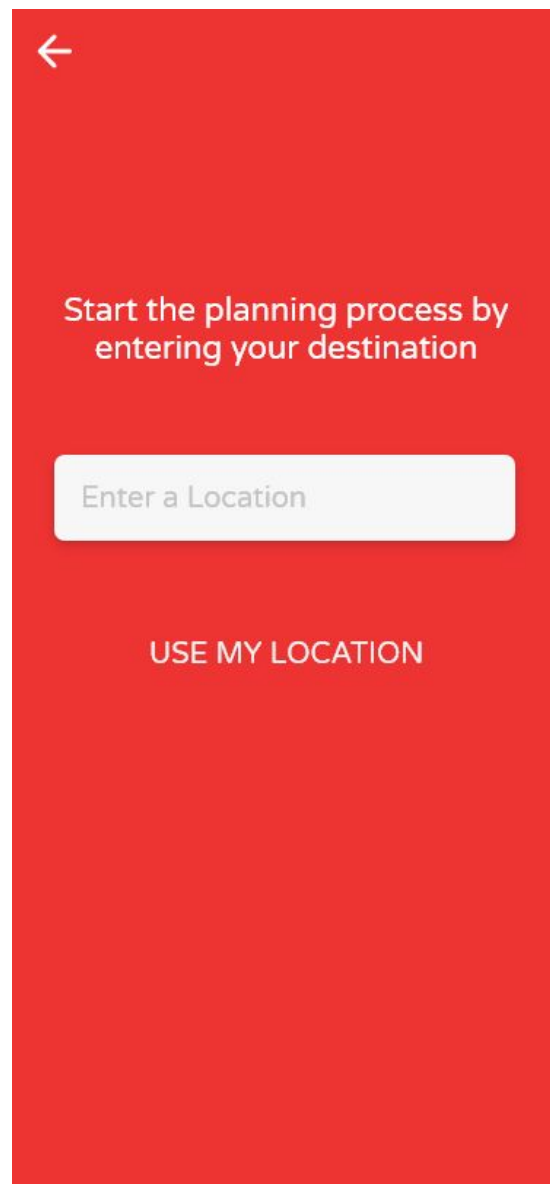 Start the planning process by
entering your destination
Enter a Location
USE MY LOCATION